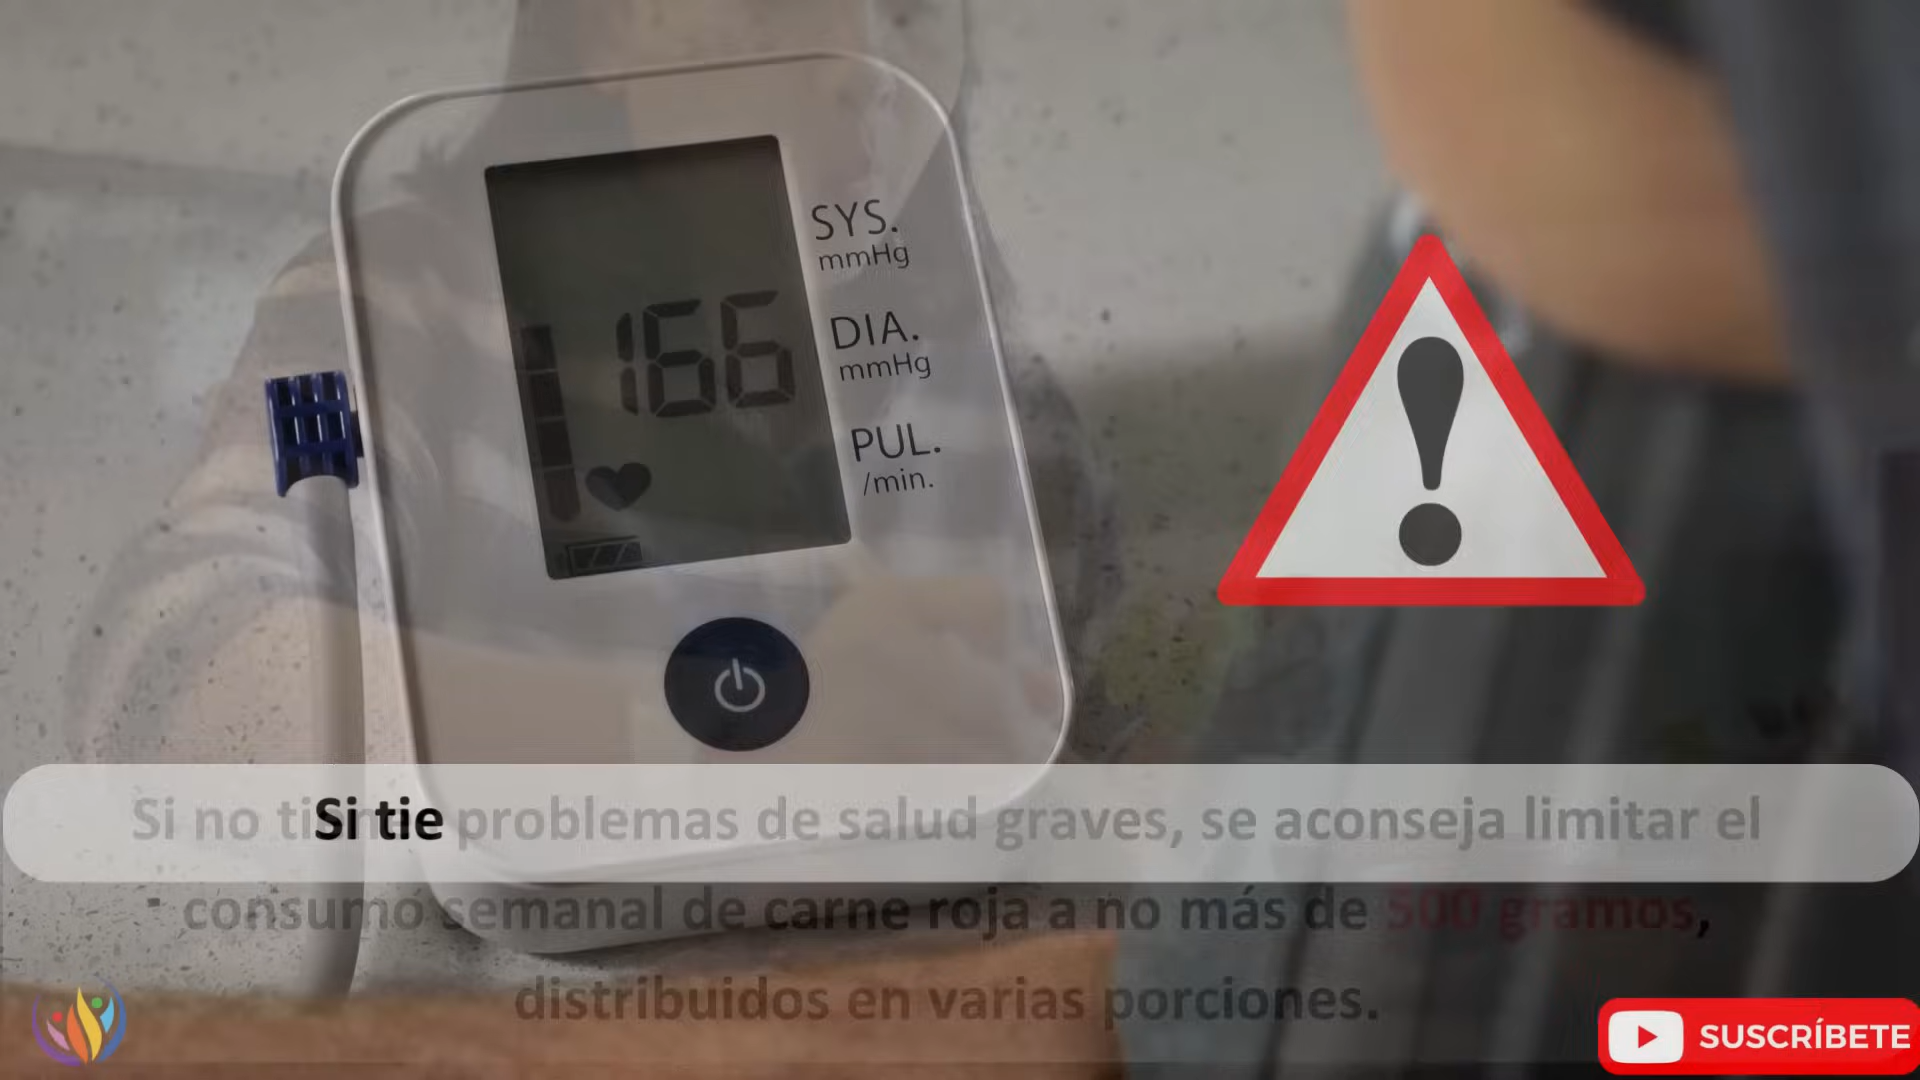 SYS.
mmHg
166
DIA.
mmHg
PUL.
/min.
Si tie
Si no ti problemas de salud graves, se aconseja limitar el
consumo semanal de carne roja a no más de 500 gramos,
distribuidos en varias porciones.
SUSCRÍBETE